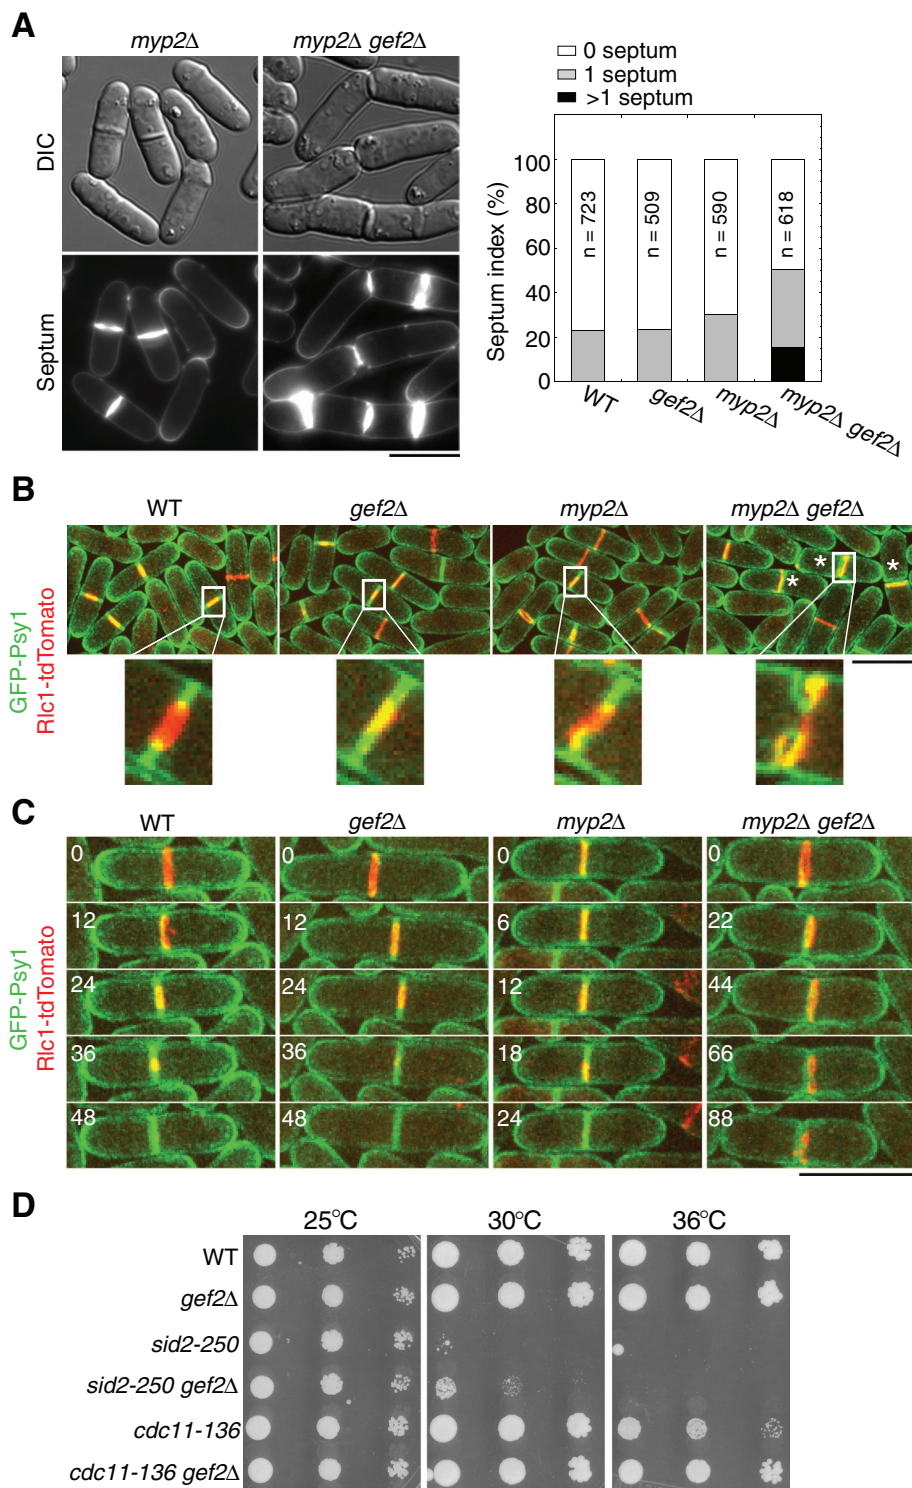 A
myp2Δ
myp2Δ gef2Δ
DIC
Septum
0 septum
1 septum
>1 septum
Septum index (%)
100
80
60
40
20
0
n = 723
n = 509
n = 590
n = 618
WT
gef2Δ
myp2Δ
myp2Δ gef2Δ
B
WT
gef2Δ
myp2Δ
myp2Δ gef2Δ
GFP-Psy1
Rlc1-tdTomato
* * *
C
WT
gef2Δ
myp2Δ
myp2Δ gef2Δ
GFP-Psy1
Rlc1-tdTomato
0 0 0 0
12 12 6 22
24 24 12 44
36 36 18 66
48 48 24 88
D
25°C 30°C 36°C
WT
gef2Δ
sid2-250
sid2-250 gef2Δ
cdc11-136
cdc11-136 gef2Δ